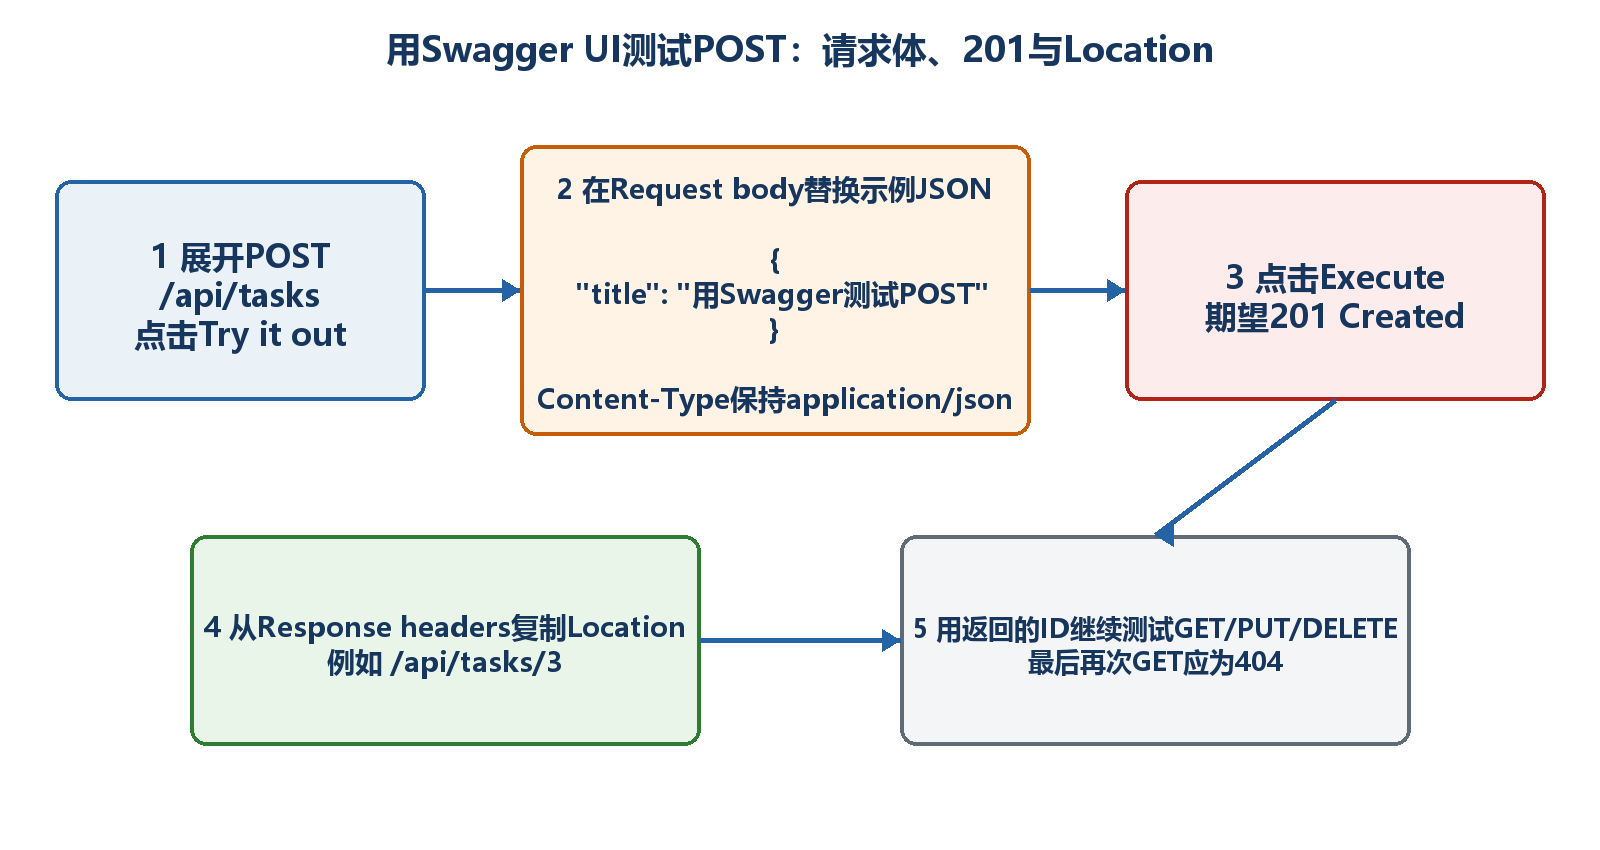 用Swagger UI测试POST：请求体、201与Location
1 展开POST
/api/tasks
点击Try it out
2 在Request body替换示例JSON
{
"title": "用Swagger测试POST"
}
Content-Type保持application/json
3 点击Execute
期望201 Created
4 从Response headers复制Location
例如 /api/tasks/3
5 用返回的ID继续测试GET/PUT/DELETE
最后再次GET应为404